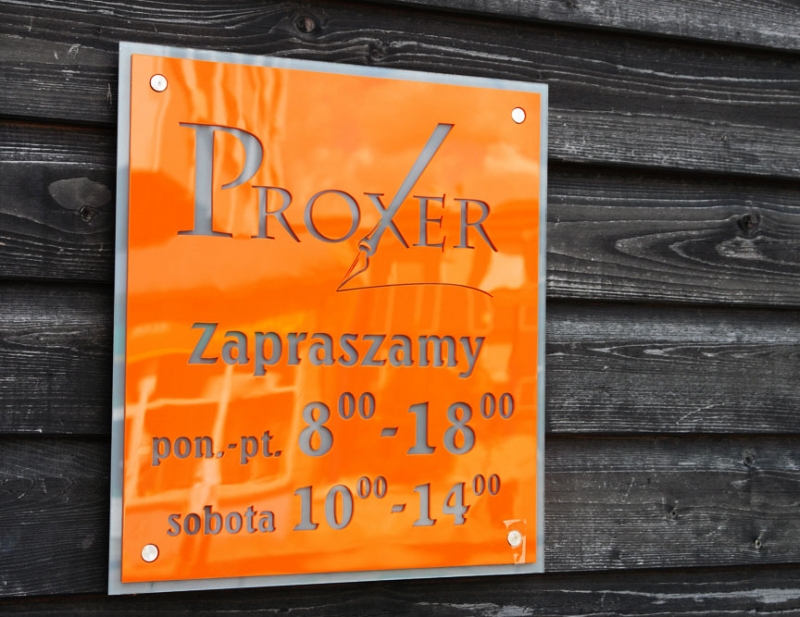 PROXER
Zapraszamy
pon.-pt. 8⁰⁰-18⁰⁰
sobota 10⁰⁰-14⁰⁰